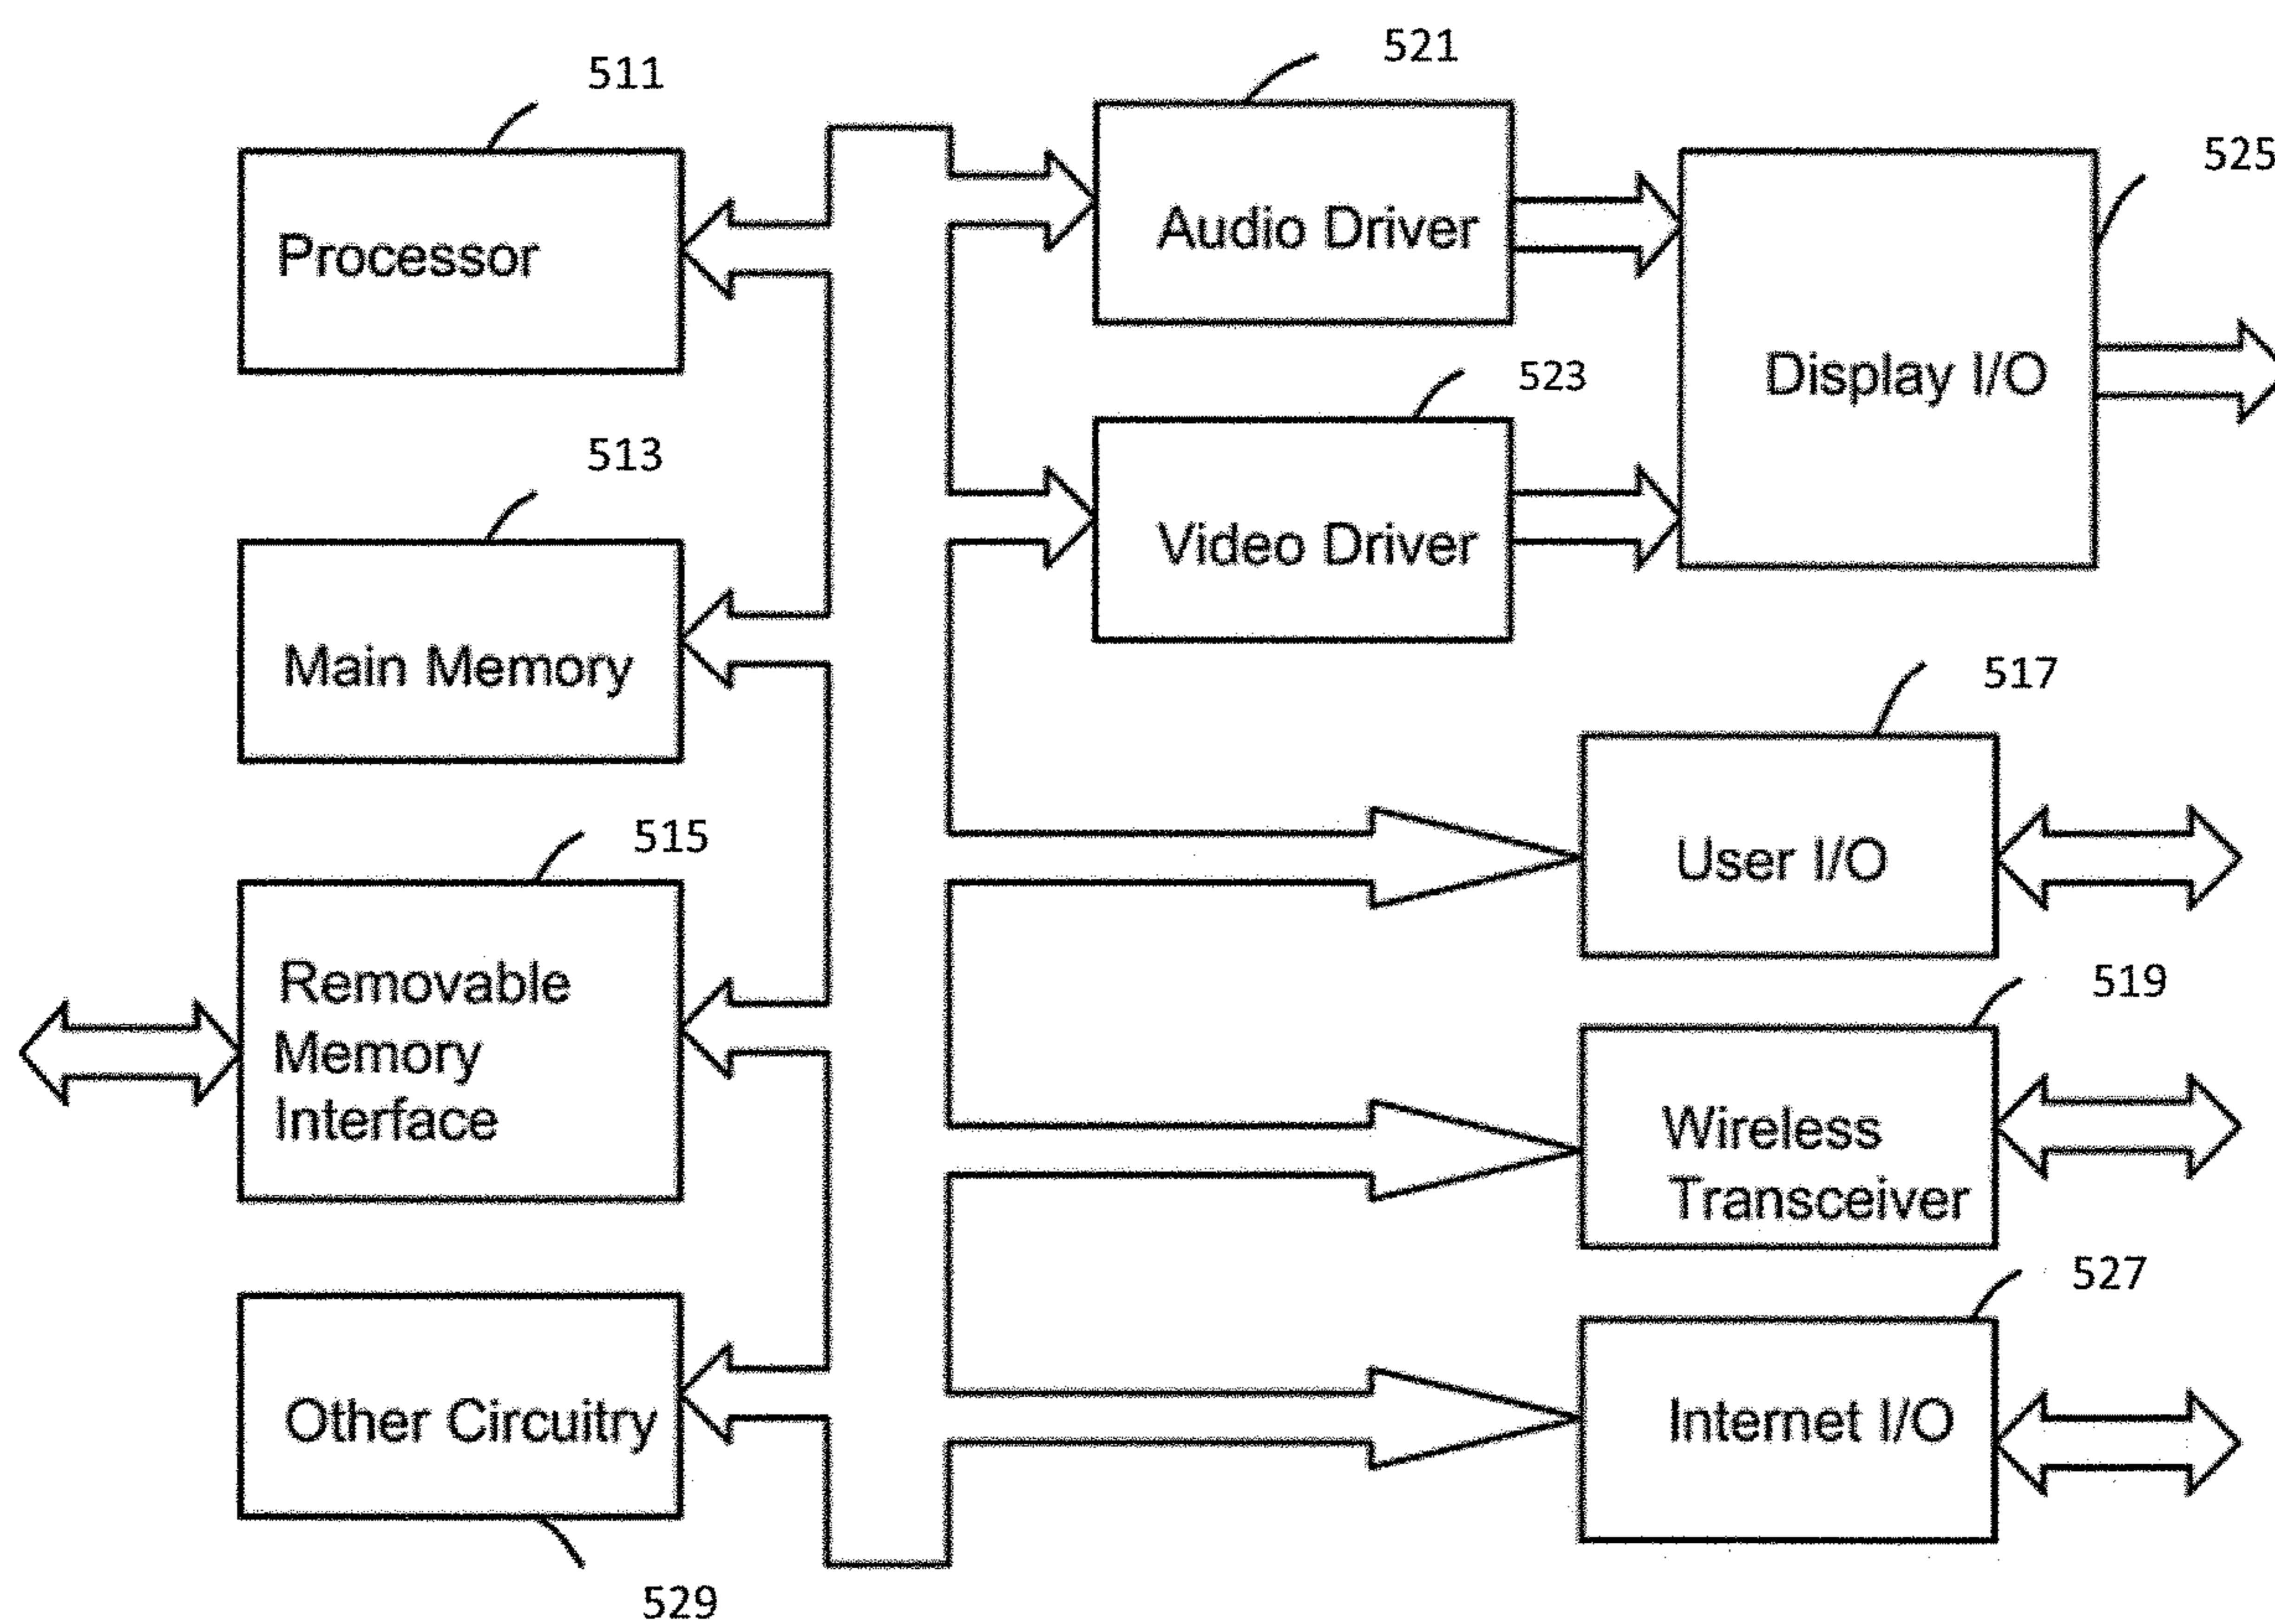 511
Processor
513
Main Memory
515
Removable
Memory
Interface
Other Circuitry
529
521
Audio Driver
523
Video Driver
525
Display I/O
517
User I/O
519
Wireless
Transceiver
527
Internet I/O